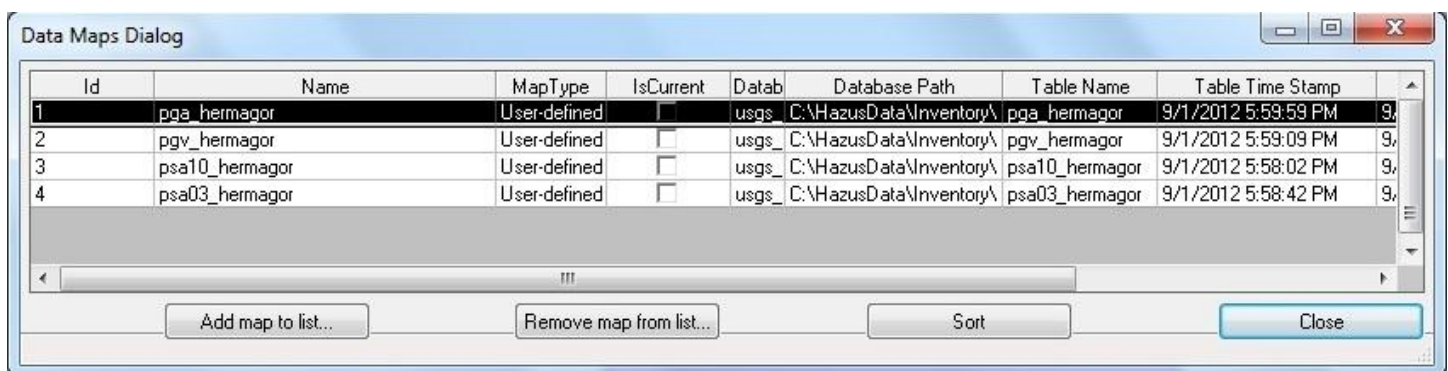 Data Maps Dialog
Id Name MapType IsCurrent Datab Database Path Table Name Table Time Stamp
1 pga_hermagor User-defined usgs_ C:\HazusData\Inventory\ pga_hermagor 9/1/2012 5:59:59 PM 9/
2 pgv_hermagor User-defined usgs_ C:\HazusData\Inventory\ pgv_hermagor 9/1/2012 5:59:09 PM 9/
3 psa10_hermagor User-defined usgs_ C:\HazusData\Inventory\ psa10_hermagor 9/1/2012 5:58:02 PM 9/
4 psa03_hermagor User-defined usgs_ C:\HazusData\Inventory\ psa03_hermagor 9/1/2012 5:58:42 PM 9/
Add map to list... Remove map from list... Sort Close